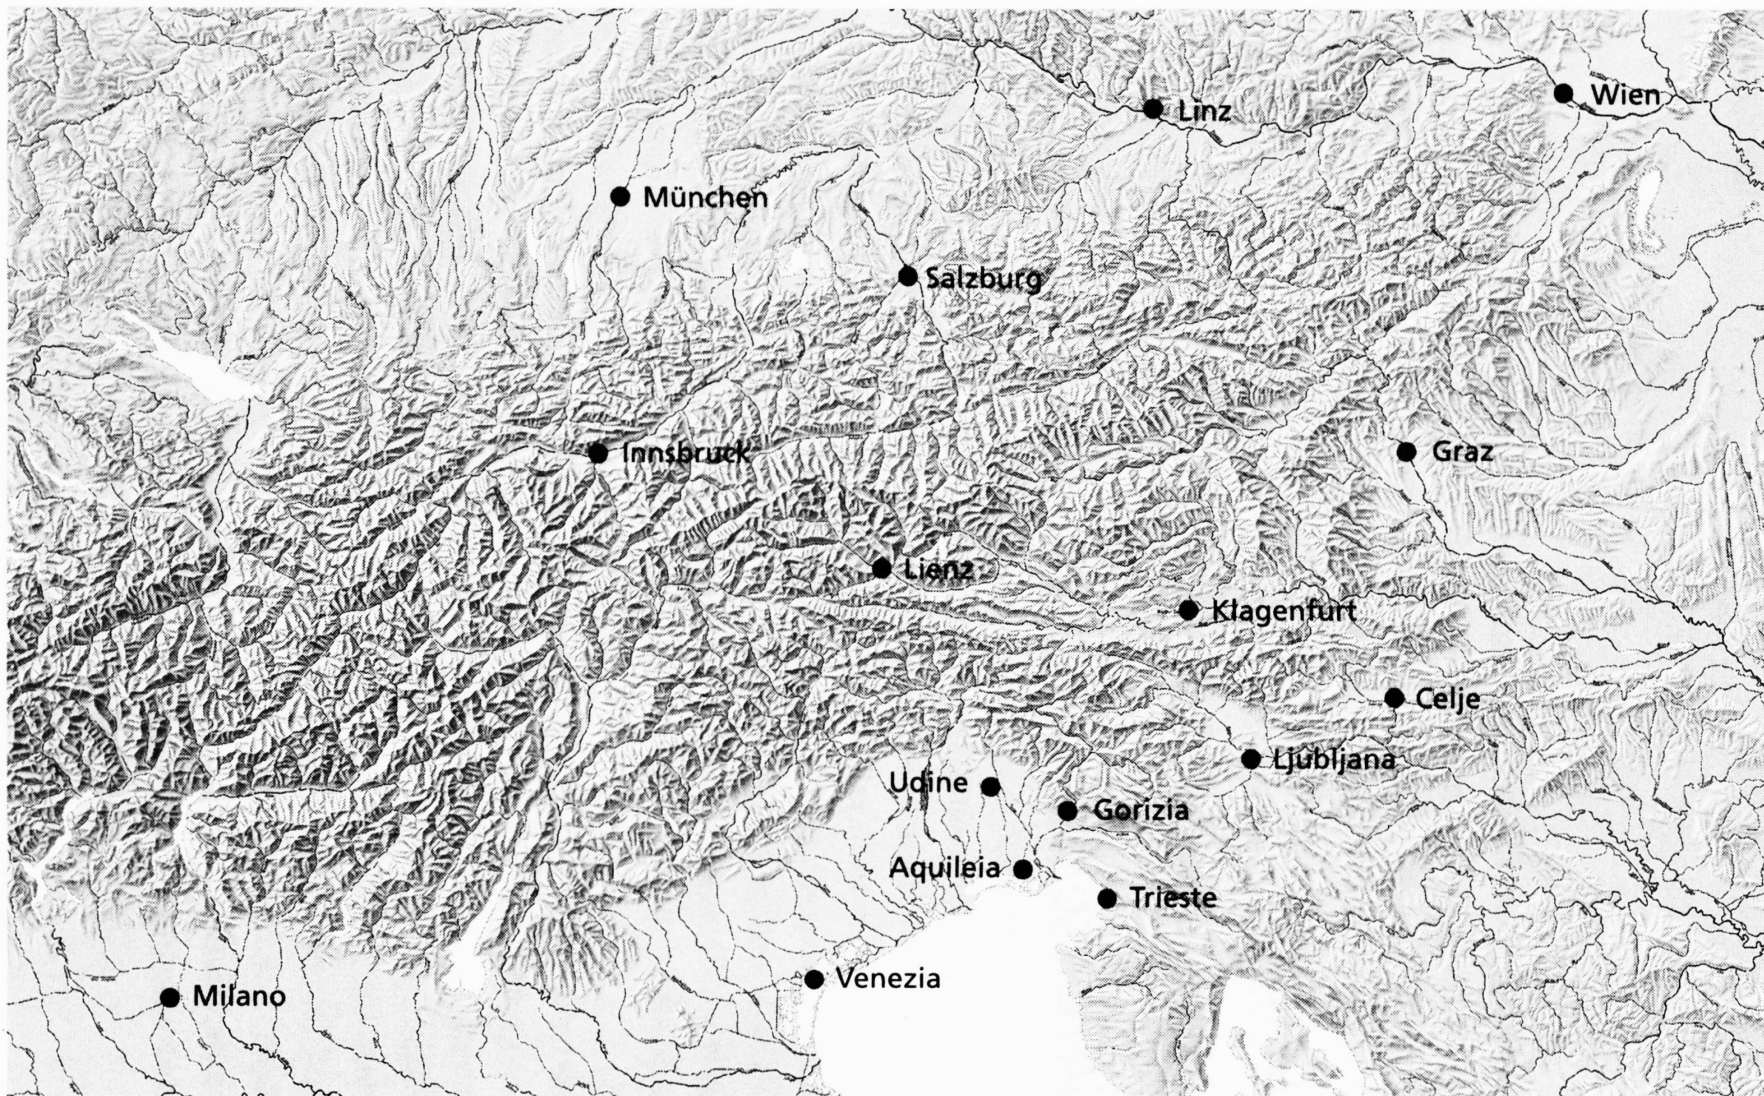 Wien
Linz
München
Salzburg
Innsbruck
Graz
Lienz
Klagenfurt
Celje
Ljubljana
Udine
Gorizia
Aquileia
Trieste
Venezia
Milano